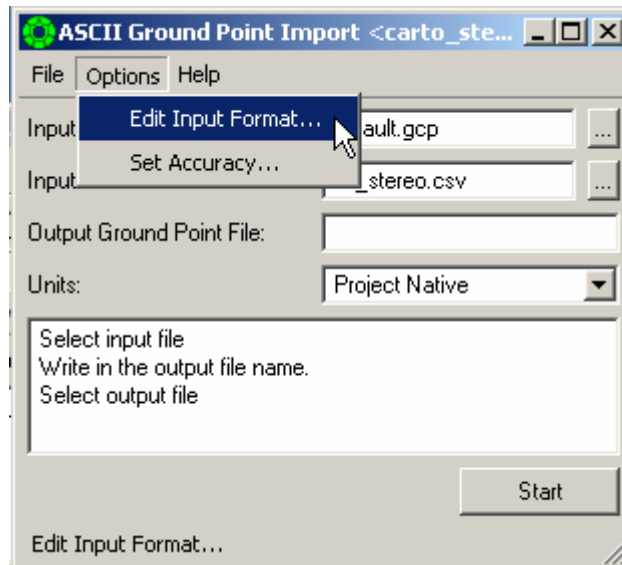 ASCII Ground Point Import <carto_ste...
File Options Help
Edit Input Format...
Set Accuracy...
Input ault.gcp ...
Input _stereo.csv ...
Output Ground Point File:
Units: Project Native
Select input file
Write in the output file name.
Select output file
Start
Edit Input Format...